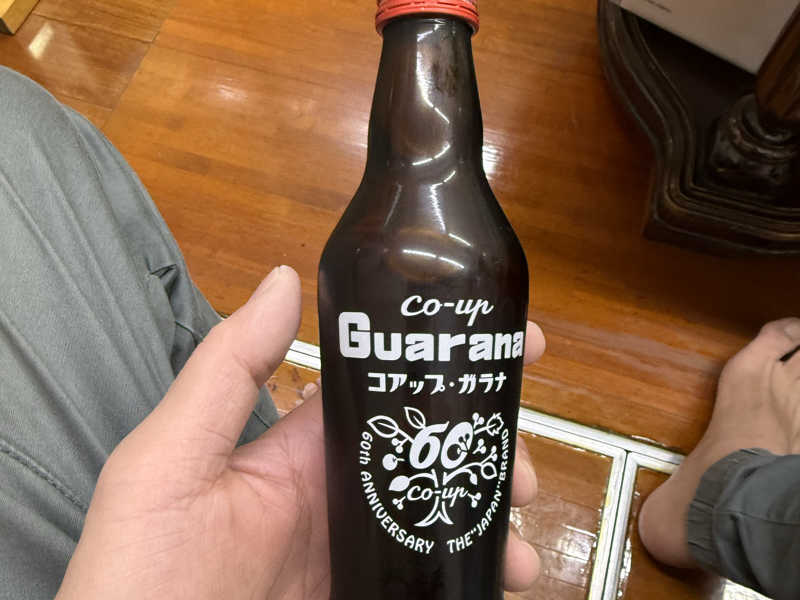 co-up
Guarana
コアップ・ガラナ
60
co-up
60th ANNIVERSARY THE "JAPAN" BRAND